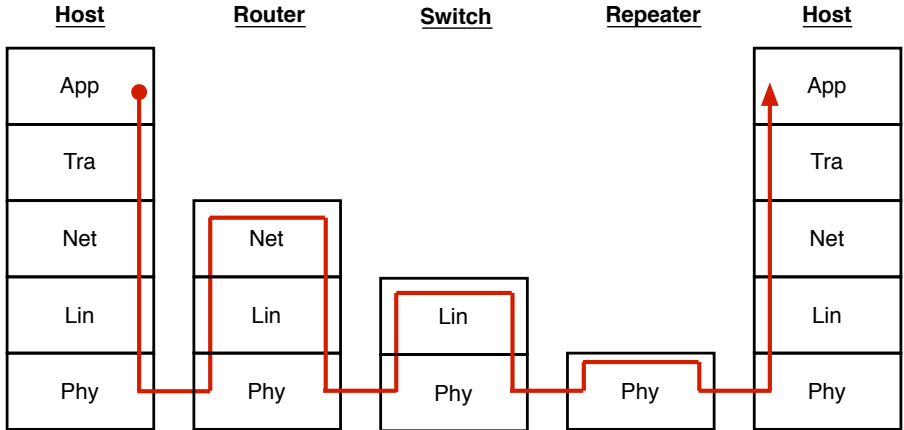 Host Router Switch Repeater Host
App App
Tra Tra
Net Net Net
Lin Lin Lin Lin
Phy Phy Phy Phy Phy